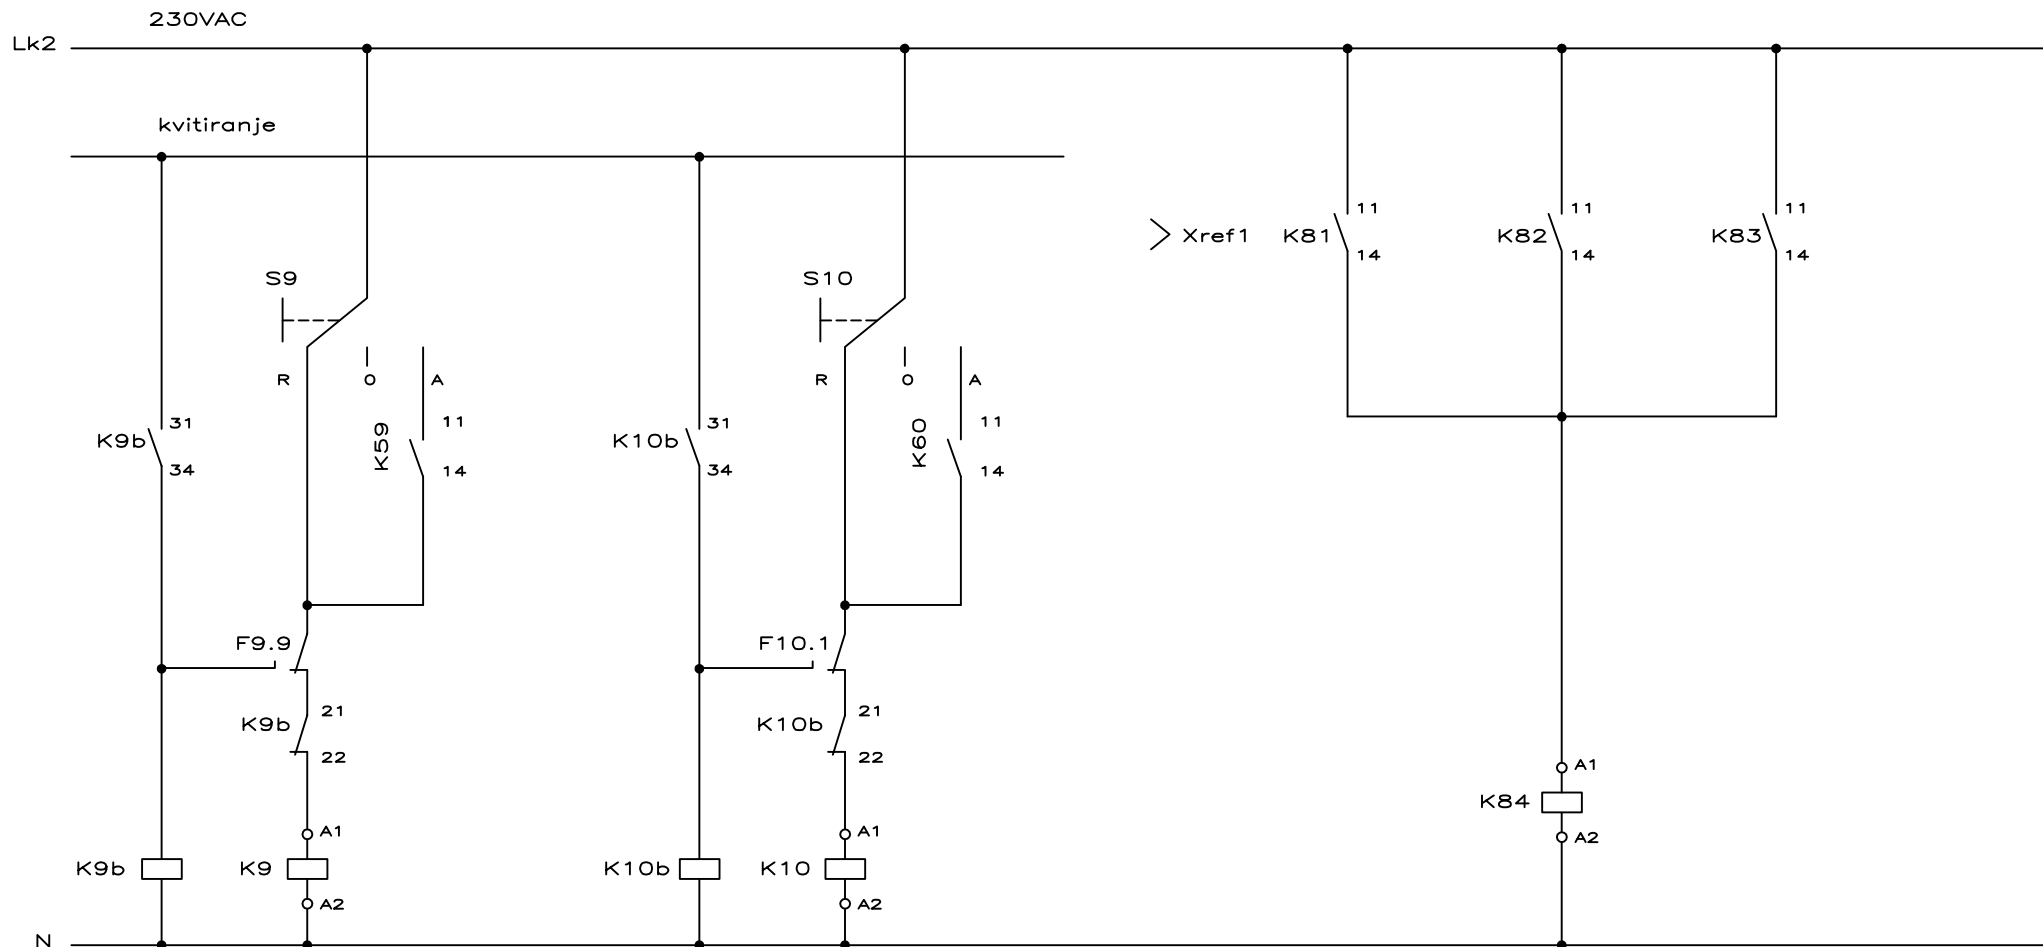 230VAC
Lk2
kvitiranje
11 11 11
Xref1 K81 K82 K83
14 14 14
S9 S10
R O A R O A
31 11 31 11
K9b K59 K10b K60
34 14 34 14
F9.9 F10.1
21 21
K9b K10b
22 22
A1
K84
A2
A1 A1
K9b K9 K10b K10
A2 A2
N